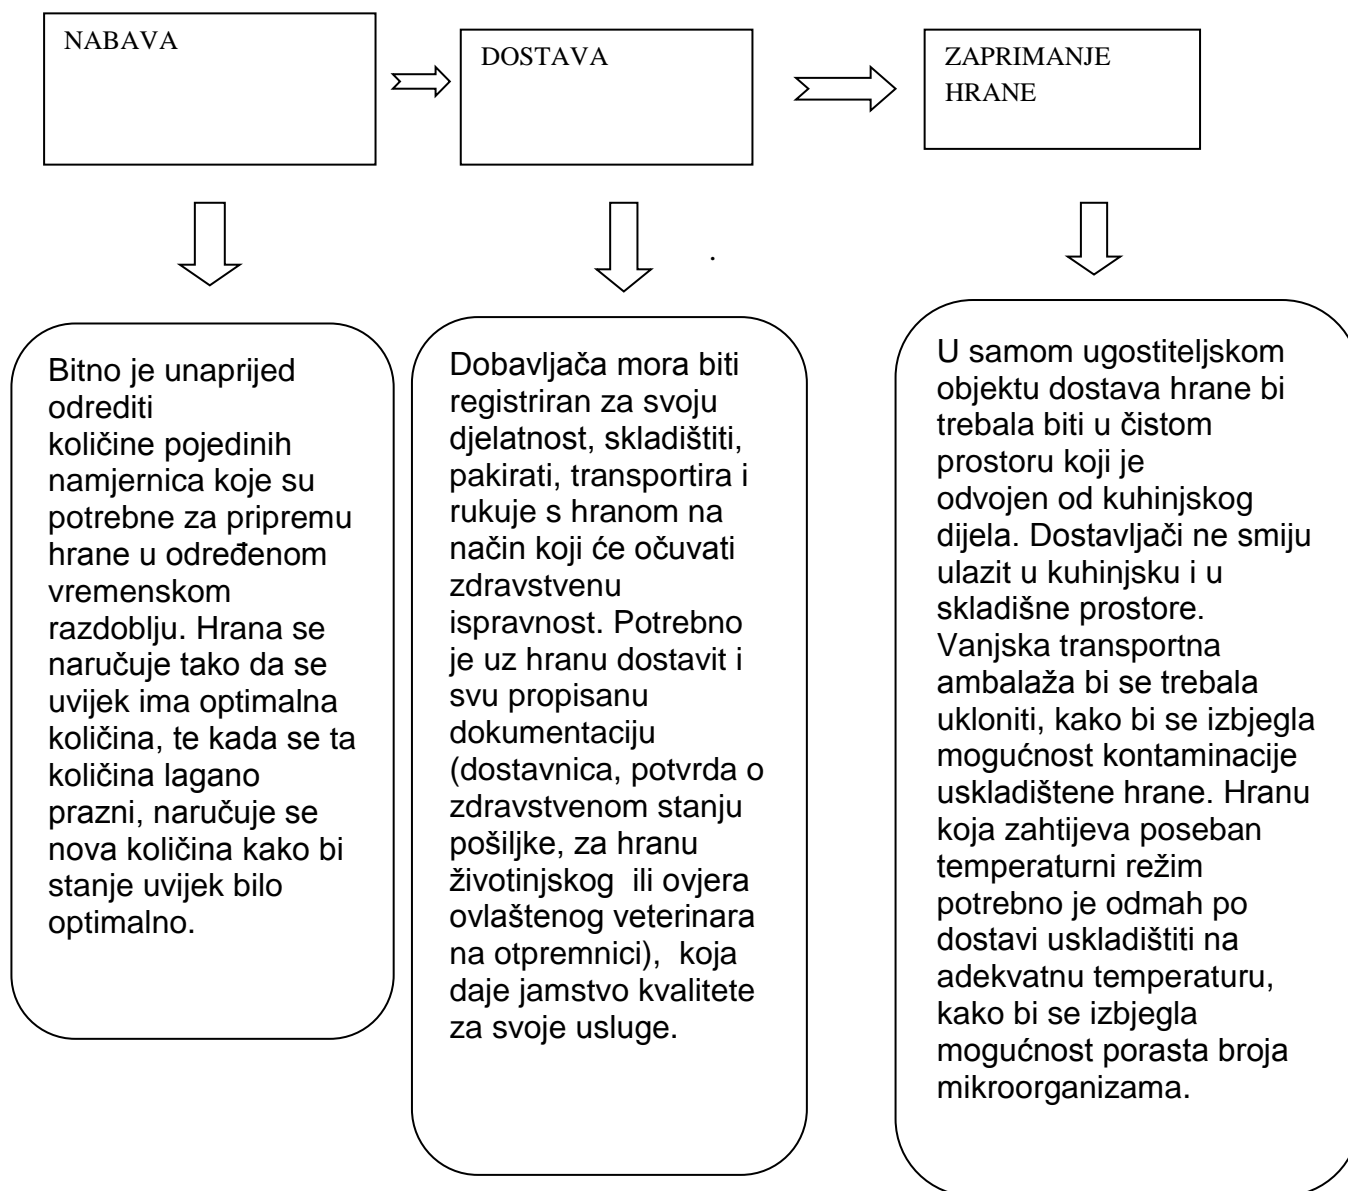 NABAVA
DOSTAVA
ZAPRIMANJE
HRANE
.
Bitno je unaprijed
odrediti
količine pojedinih
namjernica koje su
potrebne za pripremu
hrane u određenom
vremenskom
razdoblju. Hrana se
naručuje tako da se
uvijek ima optimalna
količina, te kada se ta
količina lagano
prazni, naručuje se
nova količina kako bi
stanje uvijek bilo
optimalno.
Dobavljača mora biti
registriran za svoju
djelatnost, skladištiti,
pakirati, transportira i
rukuje s hranom na
način koji će očuvati
zdravstvenu
ispravnost. Potrebno
je uz hranu dostavit i
svu propisanu
dokumentaciju
(dostavnica, potvrda o
zdravstvenom stanju
pošiljke, za hranu
životinjskog  ili ovjera
ovlaštenog veterinara
na otpremnici),  koja
daje jamstvo kvalitete
za svoje usluge.
U samom ugostiteljskom
objektu dostava hrane bi
trebala biti u čistom
prostoru koji je
odvojen od kuhinjskog
dijela. Dostavljači ne smiju
ulazit u kuhinjsku i u
skladišne prostore.
Vanjska transportna
ambalaža bi se trebala
ukloniti, kako bi se izbjegla
mogućnost kontaminacije
uskladištene hrane. Hranu
koja zahtijeva poseban
temperaturni režim
potrebno je odmah po
dostavi uskladištiti na
adekvatnu temperaturu,
kako bi se izbjegla
mogućnost porasta broja
mikroorganizama.